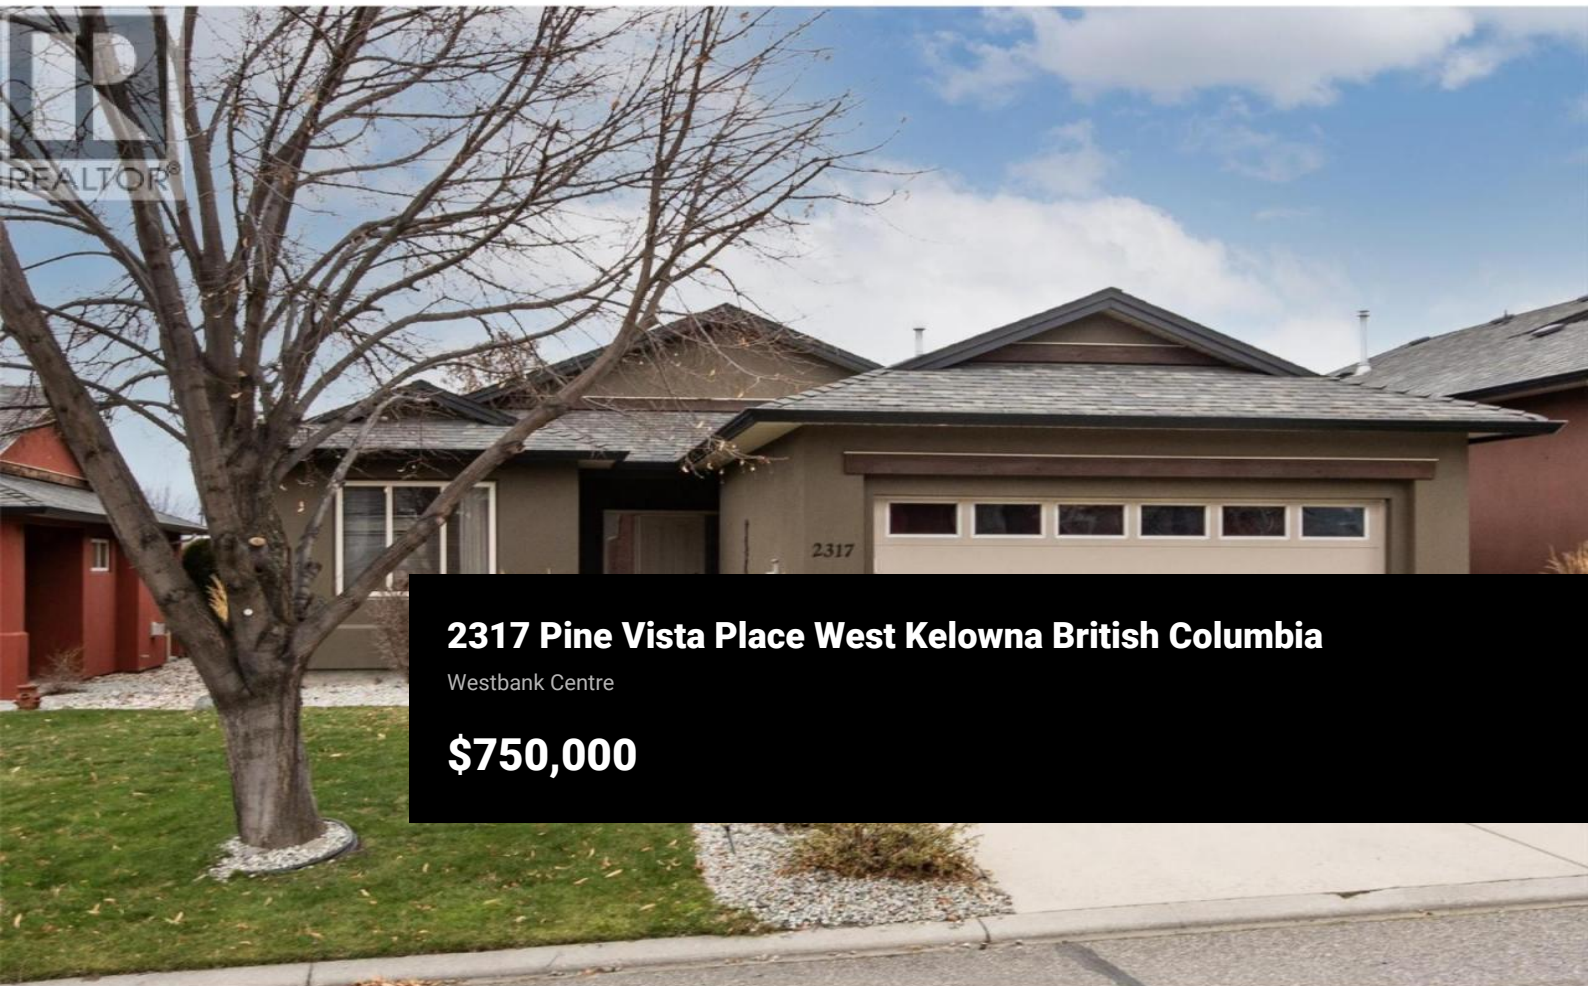 R
REALTOR®
2317
2317 Pine Vista Place West Kelowna British Columbia
Westbank Centre
$750,000